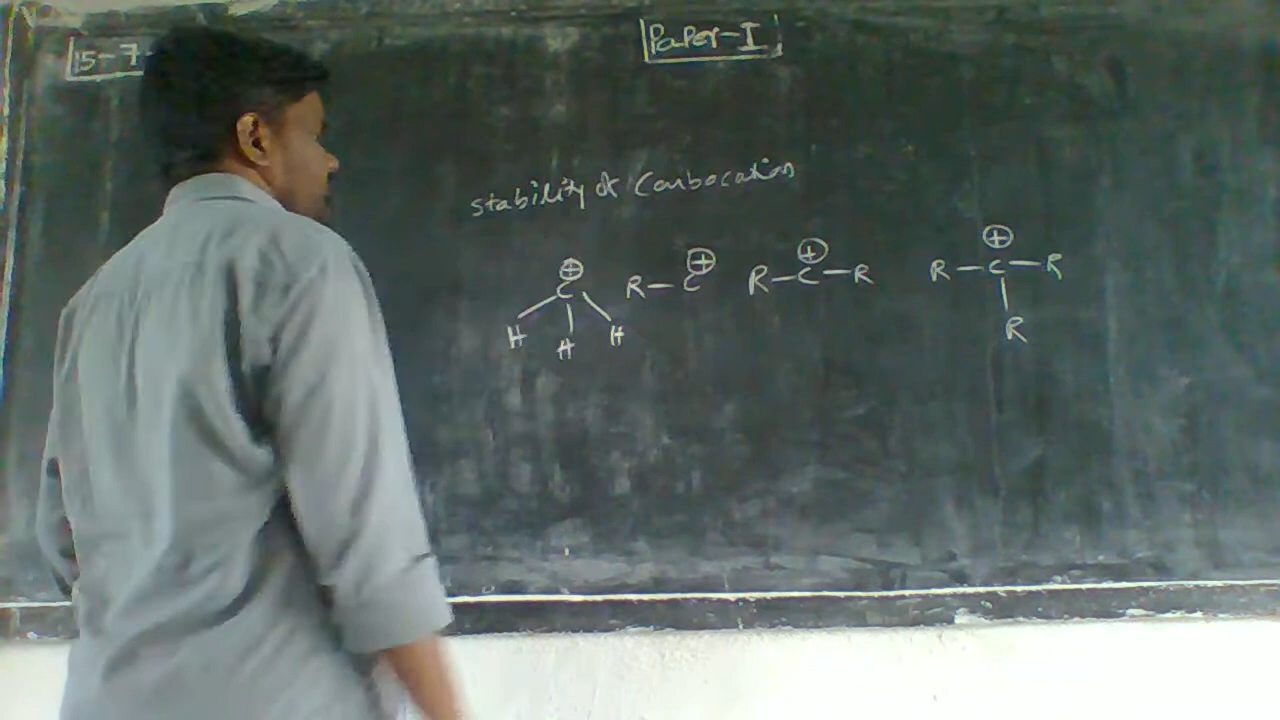 15-7-
Paper-I
Stability of Carbocation
⊕ ⊕ ⊕ ⊕
C R-C R-C-R R-C-R
H H H R